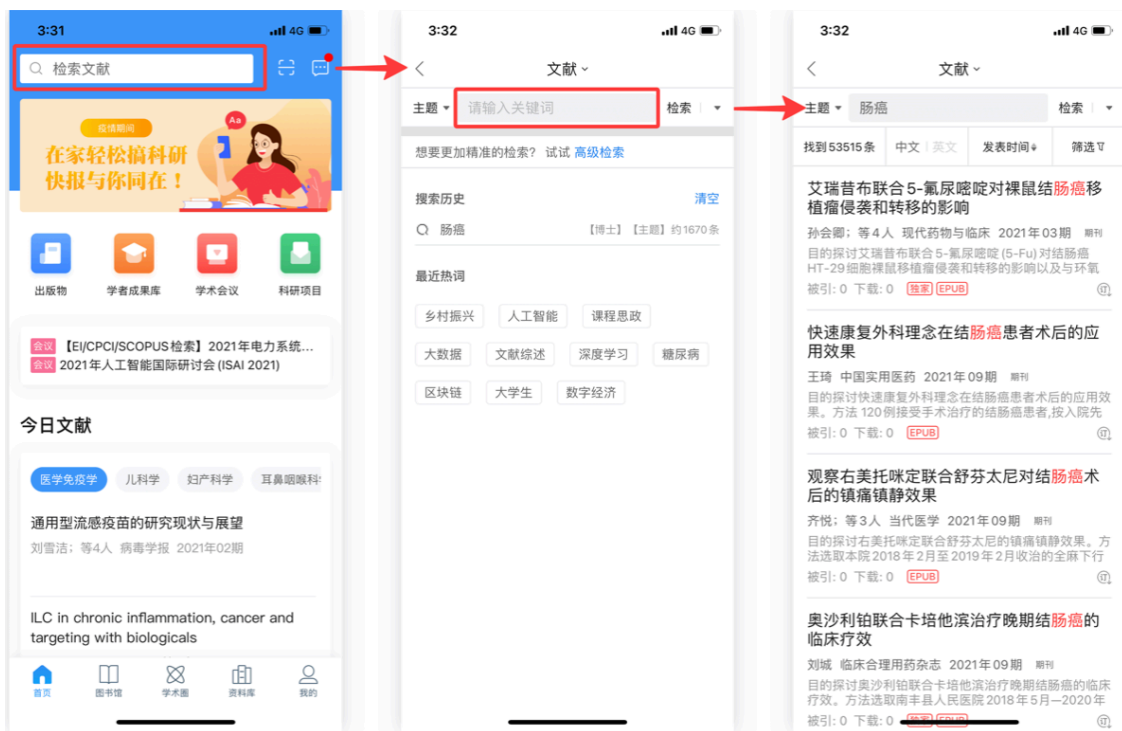 3:31
4G
检索文献
疫情期间
Aa
在家轻松搞科研
快报与你同在！
出版物
学者成果库
学术会议
科研项目
会议 【EI/CPCI/SCOPUS检索】2021年电力系统...
会议 2021年人工智能国际研讨会 (ISAI 2021)
今日文献
医学免疫学
儿科学
妇产科学
耳鼻咽喉科
通用型流感疫苗的研究现状与展望
刘雪洁；等4人 病毒学报 2021年02期
ILC in chronic inflammation, cancer and
targeting with biologicals
首页
图书馆
学术圈
资料库
我的
3:32
4G
文献
主题 请输入关键词 检索
想要更加精准的检索？ 试试 高级检索
搜索历史 清空
肠癌 【博士】【主题】约1670条
最近热词
乡村振兴 人工智能 课程思政
大数据 文献综述 深度学习 糖尿病
区块链 大学生 数字经济
3:32
4G
文献
主题 肠癌 检索
找到53515条 中文 英文 发表时间 筛选
艾瑞昔布联合5-氟尿嘧啶对裸鼠结肠癌移
植瘤侵袭和转移的影响
孙会卿；等4人 现代药物与临床 2021年03期 期刊
目的探讨艾瑞昔布联合5-氟尿嘧啶(5-Fu)对结肠癌
HT-29细胞裸鼠移植瘤侵袭和转移的影响以及与环氧
被引: 0 下载: 0 独家 EPUB
快速康复外科理念在结肠癌患者术后的应
用效果
王琦 中国实用医药 2021年09期 期刊
目的探讨快速康复外科理念在结肠癌患者术后的应用效
果。方法 120例接受手术治疗的结肠癌患者,按入院先
被引: 0 下载: 0 EPUB
观察右美托咪定联合舒芬太尼对结肠癌术
后的镇痛镇静效果
齐悦；等3人 当代医学 2021年09期 期刊
目的探讨右美托咪定联合舒芬太尼的镇痛镇静效果。方
法选取本院2018年2月至2019年2月收治的全麻下行
被引: 0 下载: 0 EPUB
奥沙利铂联合卡培他滨治疗晚期结肠癌的
临床疗效
刘城 临床合理用药杂志 2021年09期 期刊
目的探讨奥沙利铂联合卡培他滨治疗晚期结肠癌的临床
疗效。方法选取南丰县人民医院2018年5月—2020年
被引: 0 下载: 0 独家 EPUB